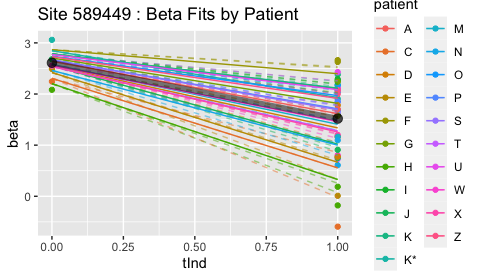 Site 589449 : Beta Fits by Patient
3
2
1
0
beta
0.00 0.25 0.50 0.75 1.00
tInd
patient
A M
C N
D O
E P
F S
G T
H U
I W
J X
K Z
K*